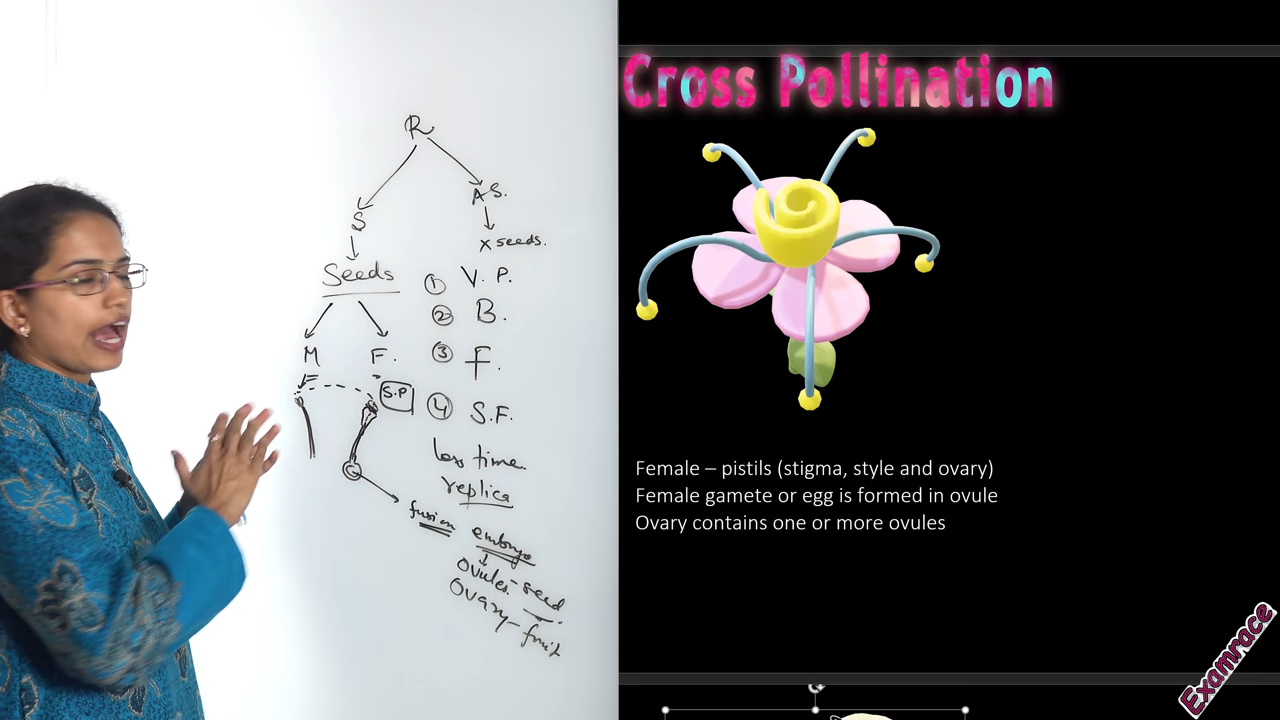 R
S
A S.
x seeds.
Seeds
M
F.
S.P
① V. P.
② B.
③ F.
④ S.F.
less time.
replica
fusion
embryo
Ovules - seed
Ovary - fruit
Cross Pollination
Female – pistils (stigma, style and ovary)
Female gamete or egg is formed in ovule
Ovary contains one or more ovules
Examrace